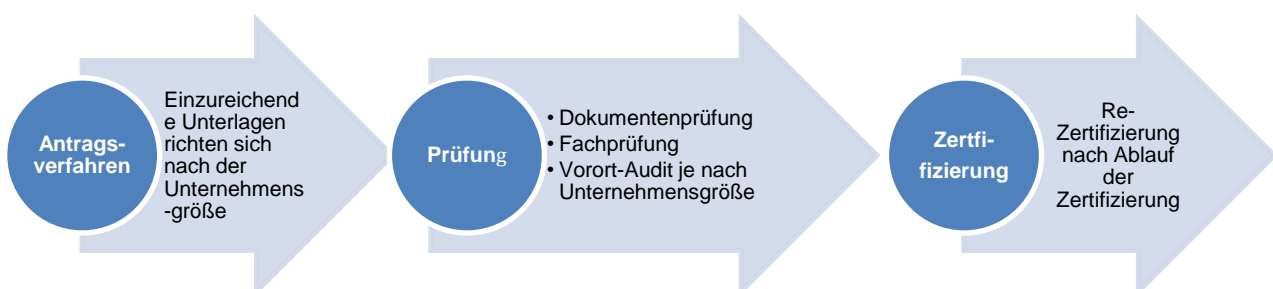 Antrags-
verfahren
Einzureichend
e Unterlagen
richten sich
nach der
Unternehmens
-größe
Prüfung
• Dokumentenprüfung
• Fachprüfung
• Vorort-Audit je nach
Unternehmensgröße
Zertfi-
fizierung
Re-
Zertifizierung
nach Ablauf
der
Zertifizierung